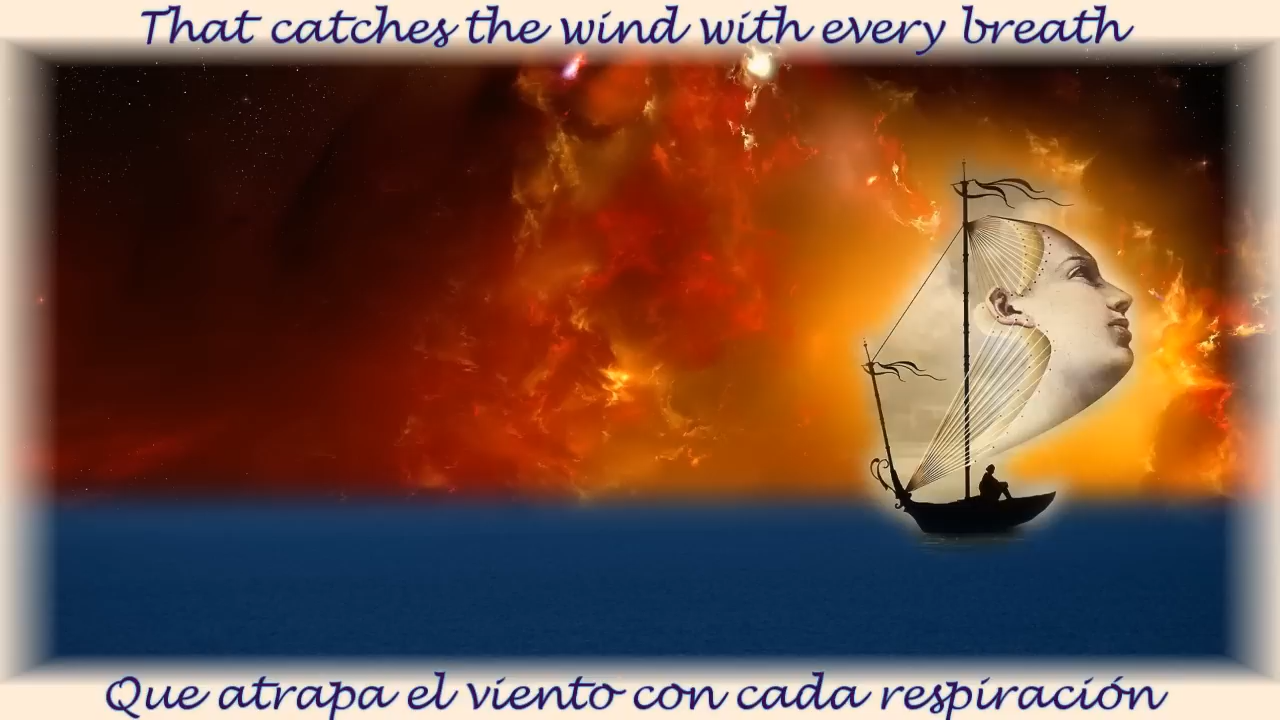 That catches the wind with every breath
Que atrapa el viento con cada respiración